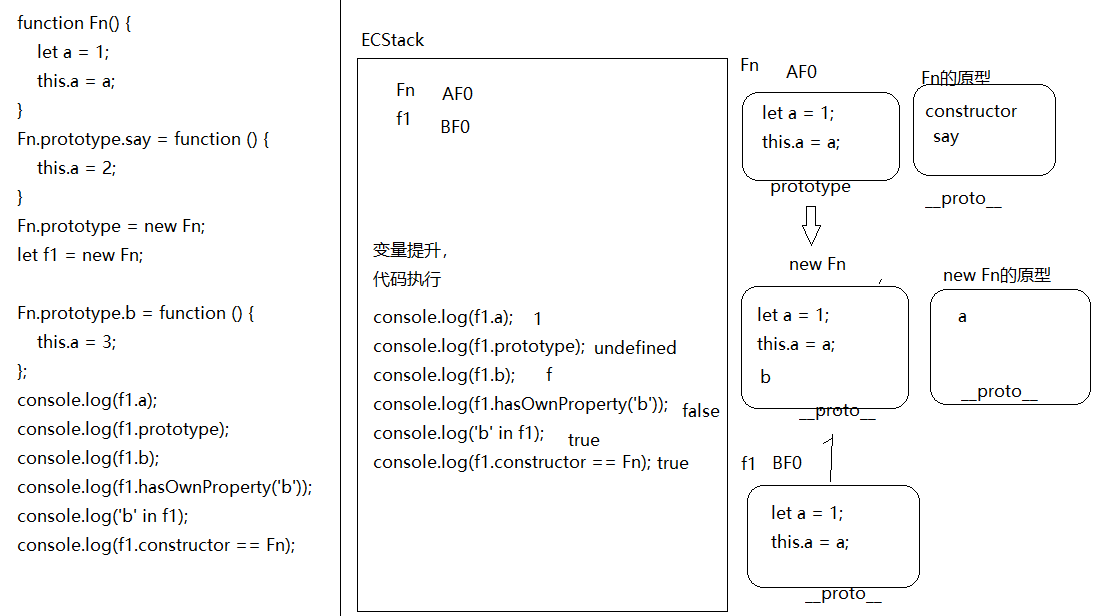 function Fn() {
let a = 1;
this.a = a;
}
Fn.prototype.say = function () {
this.a = 2;
}
Fn.prototype = new Fn;
let f1 = new Fn;
Fn.prototype.b = function () {
this.a = 3;
};
console.log(f1.a);
console.log(f1.prototype);
console.log(f1.b);
console.log(f1.hasOwnProperty('b'));
console.log('b' in f1);
console.log(f1.constructor == Fn);
ECStack
Fn AF0
f1 BF0
变量提升，
代码执行
console.log(f1.a); 1
console.log(f1.prototype); undefined
console.log(f1.b); f
console.log(f1.hasOwnProperty('b')); false
console.log('b' in f1); true
console.log(f1.constructor == Fn); true
Fn AF0
let a = 1;
this.a = a;
prototype
Fn的原型
constructor
say
__proto__
new Fn
let a = 1;
this.a = a;
b
__proto__
new Fn的原型
a
__proto__
f1 BF0
let a = 1;
this.a = a;
__proto__